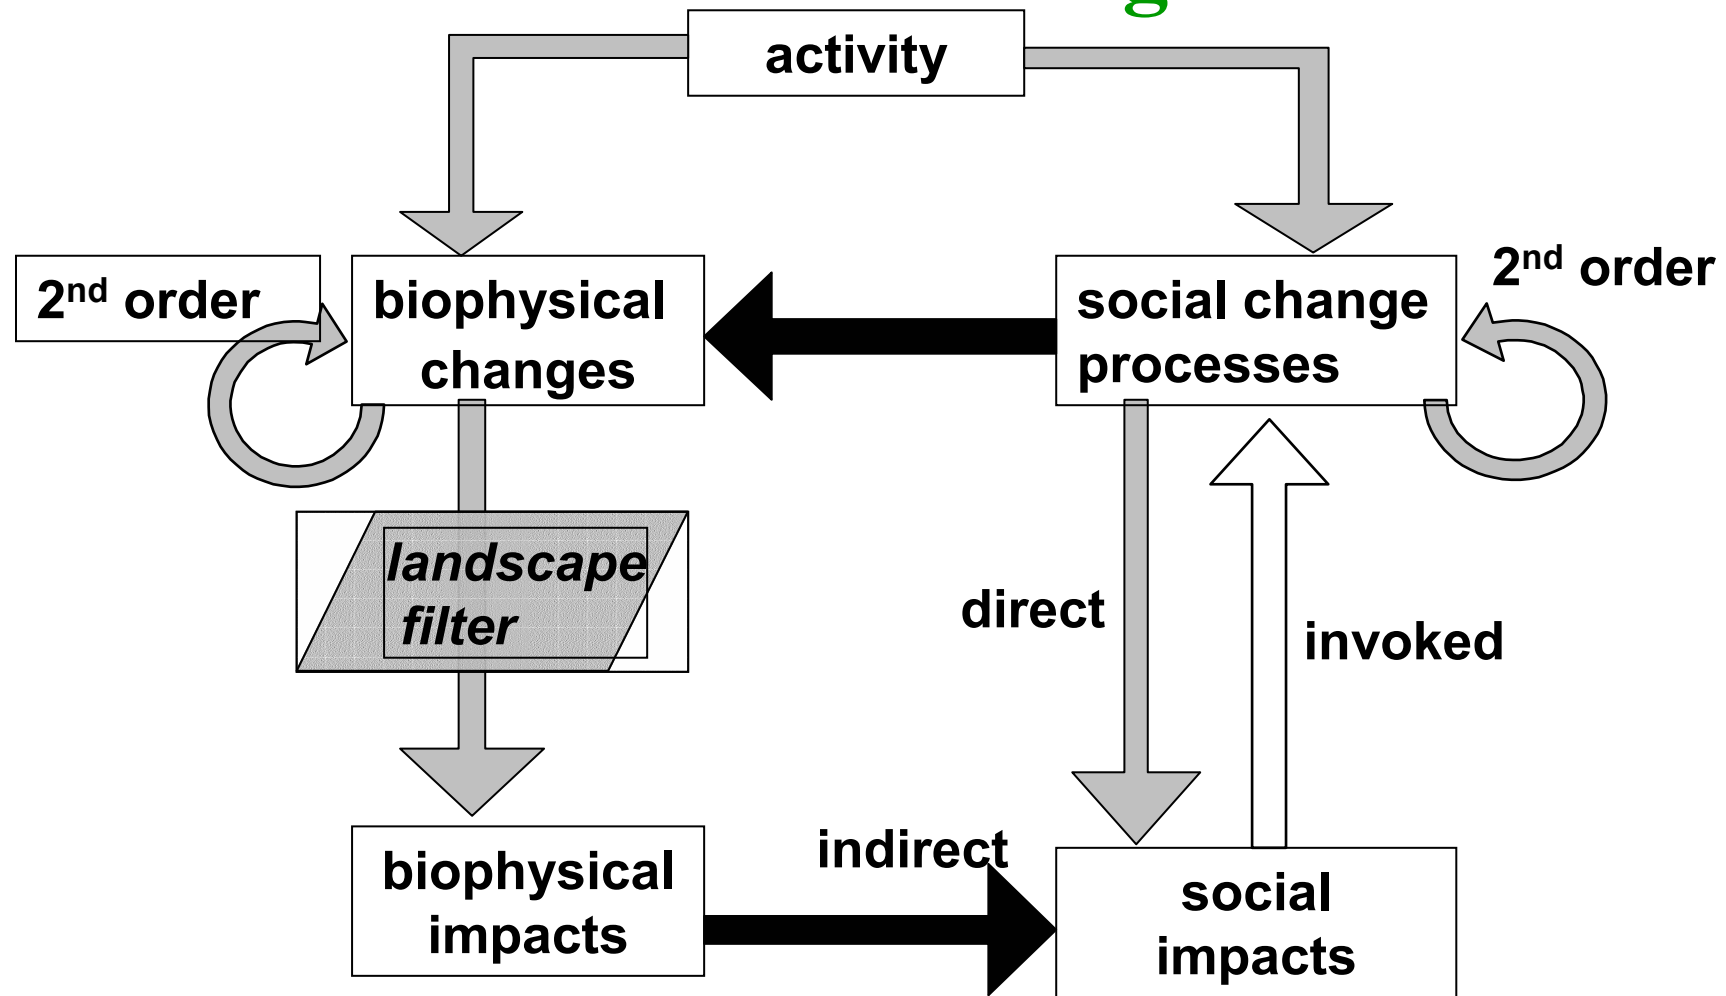 g
activity
2nd order
biophysical
changes
social change
processes
2nd order
landscape
filter
direct
invoked
indirect
biophysical
impacts
social
impacts